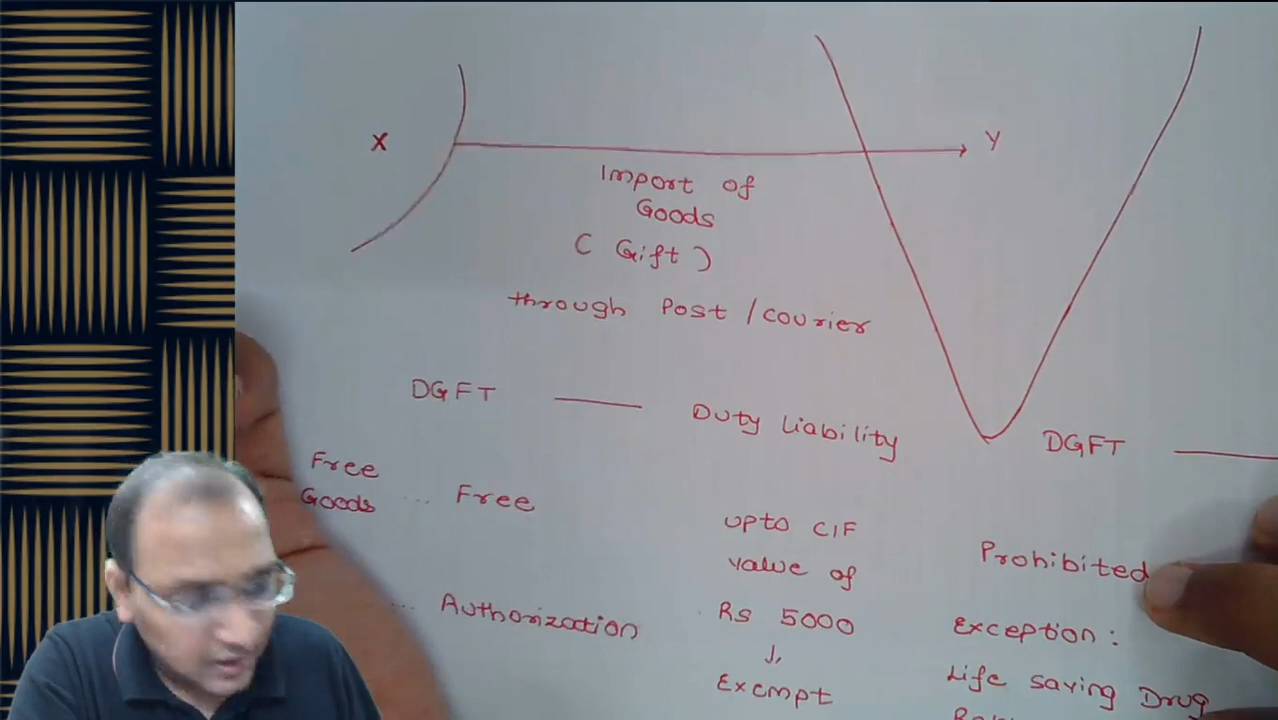 X
Y
Import of
Goods
( Gift )
through Post / courier
DGFT — Duty Liability
DGFT —
Free
Goods ... Free
upto CIF
value of
Rs 5000
↓
Exempt
... Authorization
Prohibited
Exception :
Life saving Drug